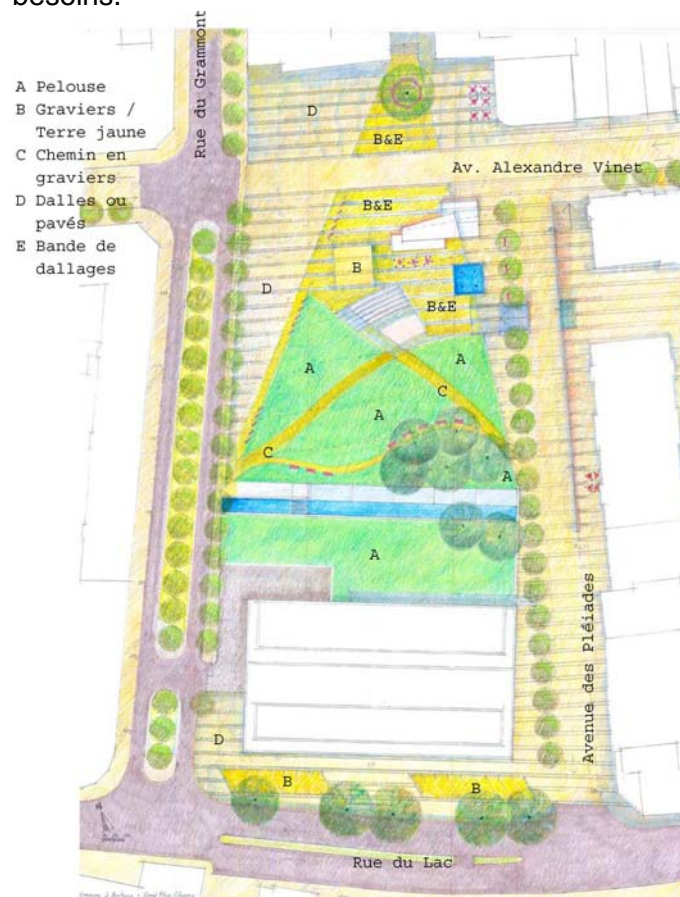 besoins.
A Pelouse
B Graviers /
Terre jaune
C Chemin en
graviers
D Dalles ou
pavés
E Bande de
dallages
Rue du Grammont
D
B&E
Av. Alexandre Vinet
B&E
B
D
B&E
A
A
C
A
C
A
A
Avenue des Pléiades
D
B
B
Rue du Lac